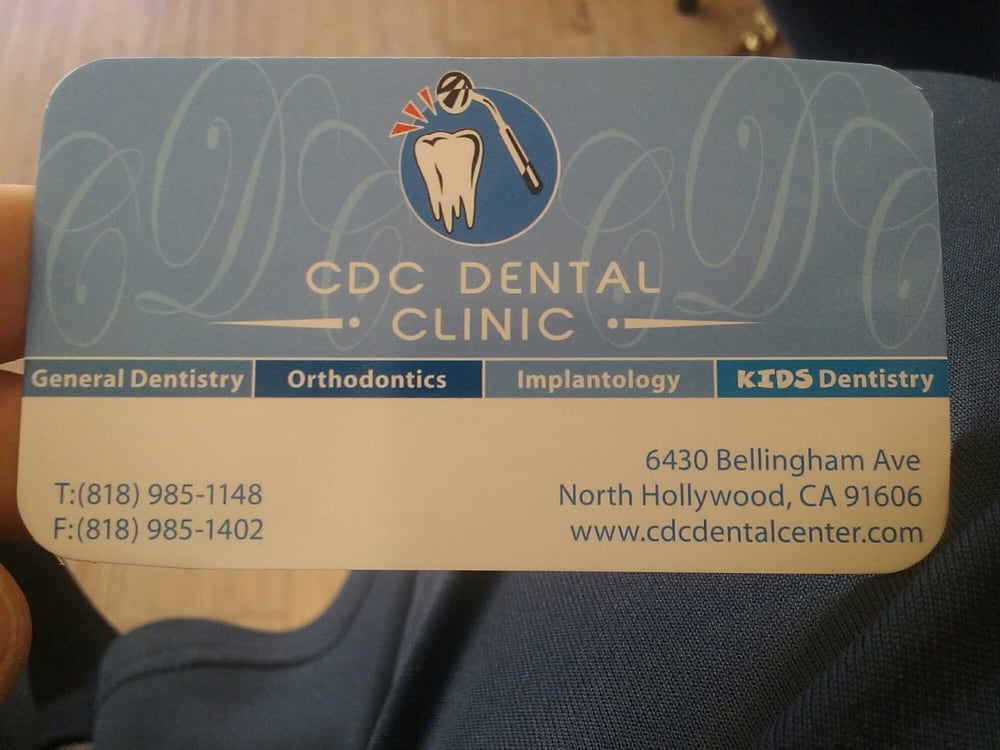 CDC DENTAL
CLINIC
General Dentistry
Orthodontics
Implantology
KIDS Dentistry
T:(818) 985-1148
F:(818) 985-1402
6430 Bellingham Ave
North Hollywood, CA 91606
www.cdcdentalcenter.com